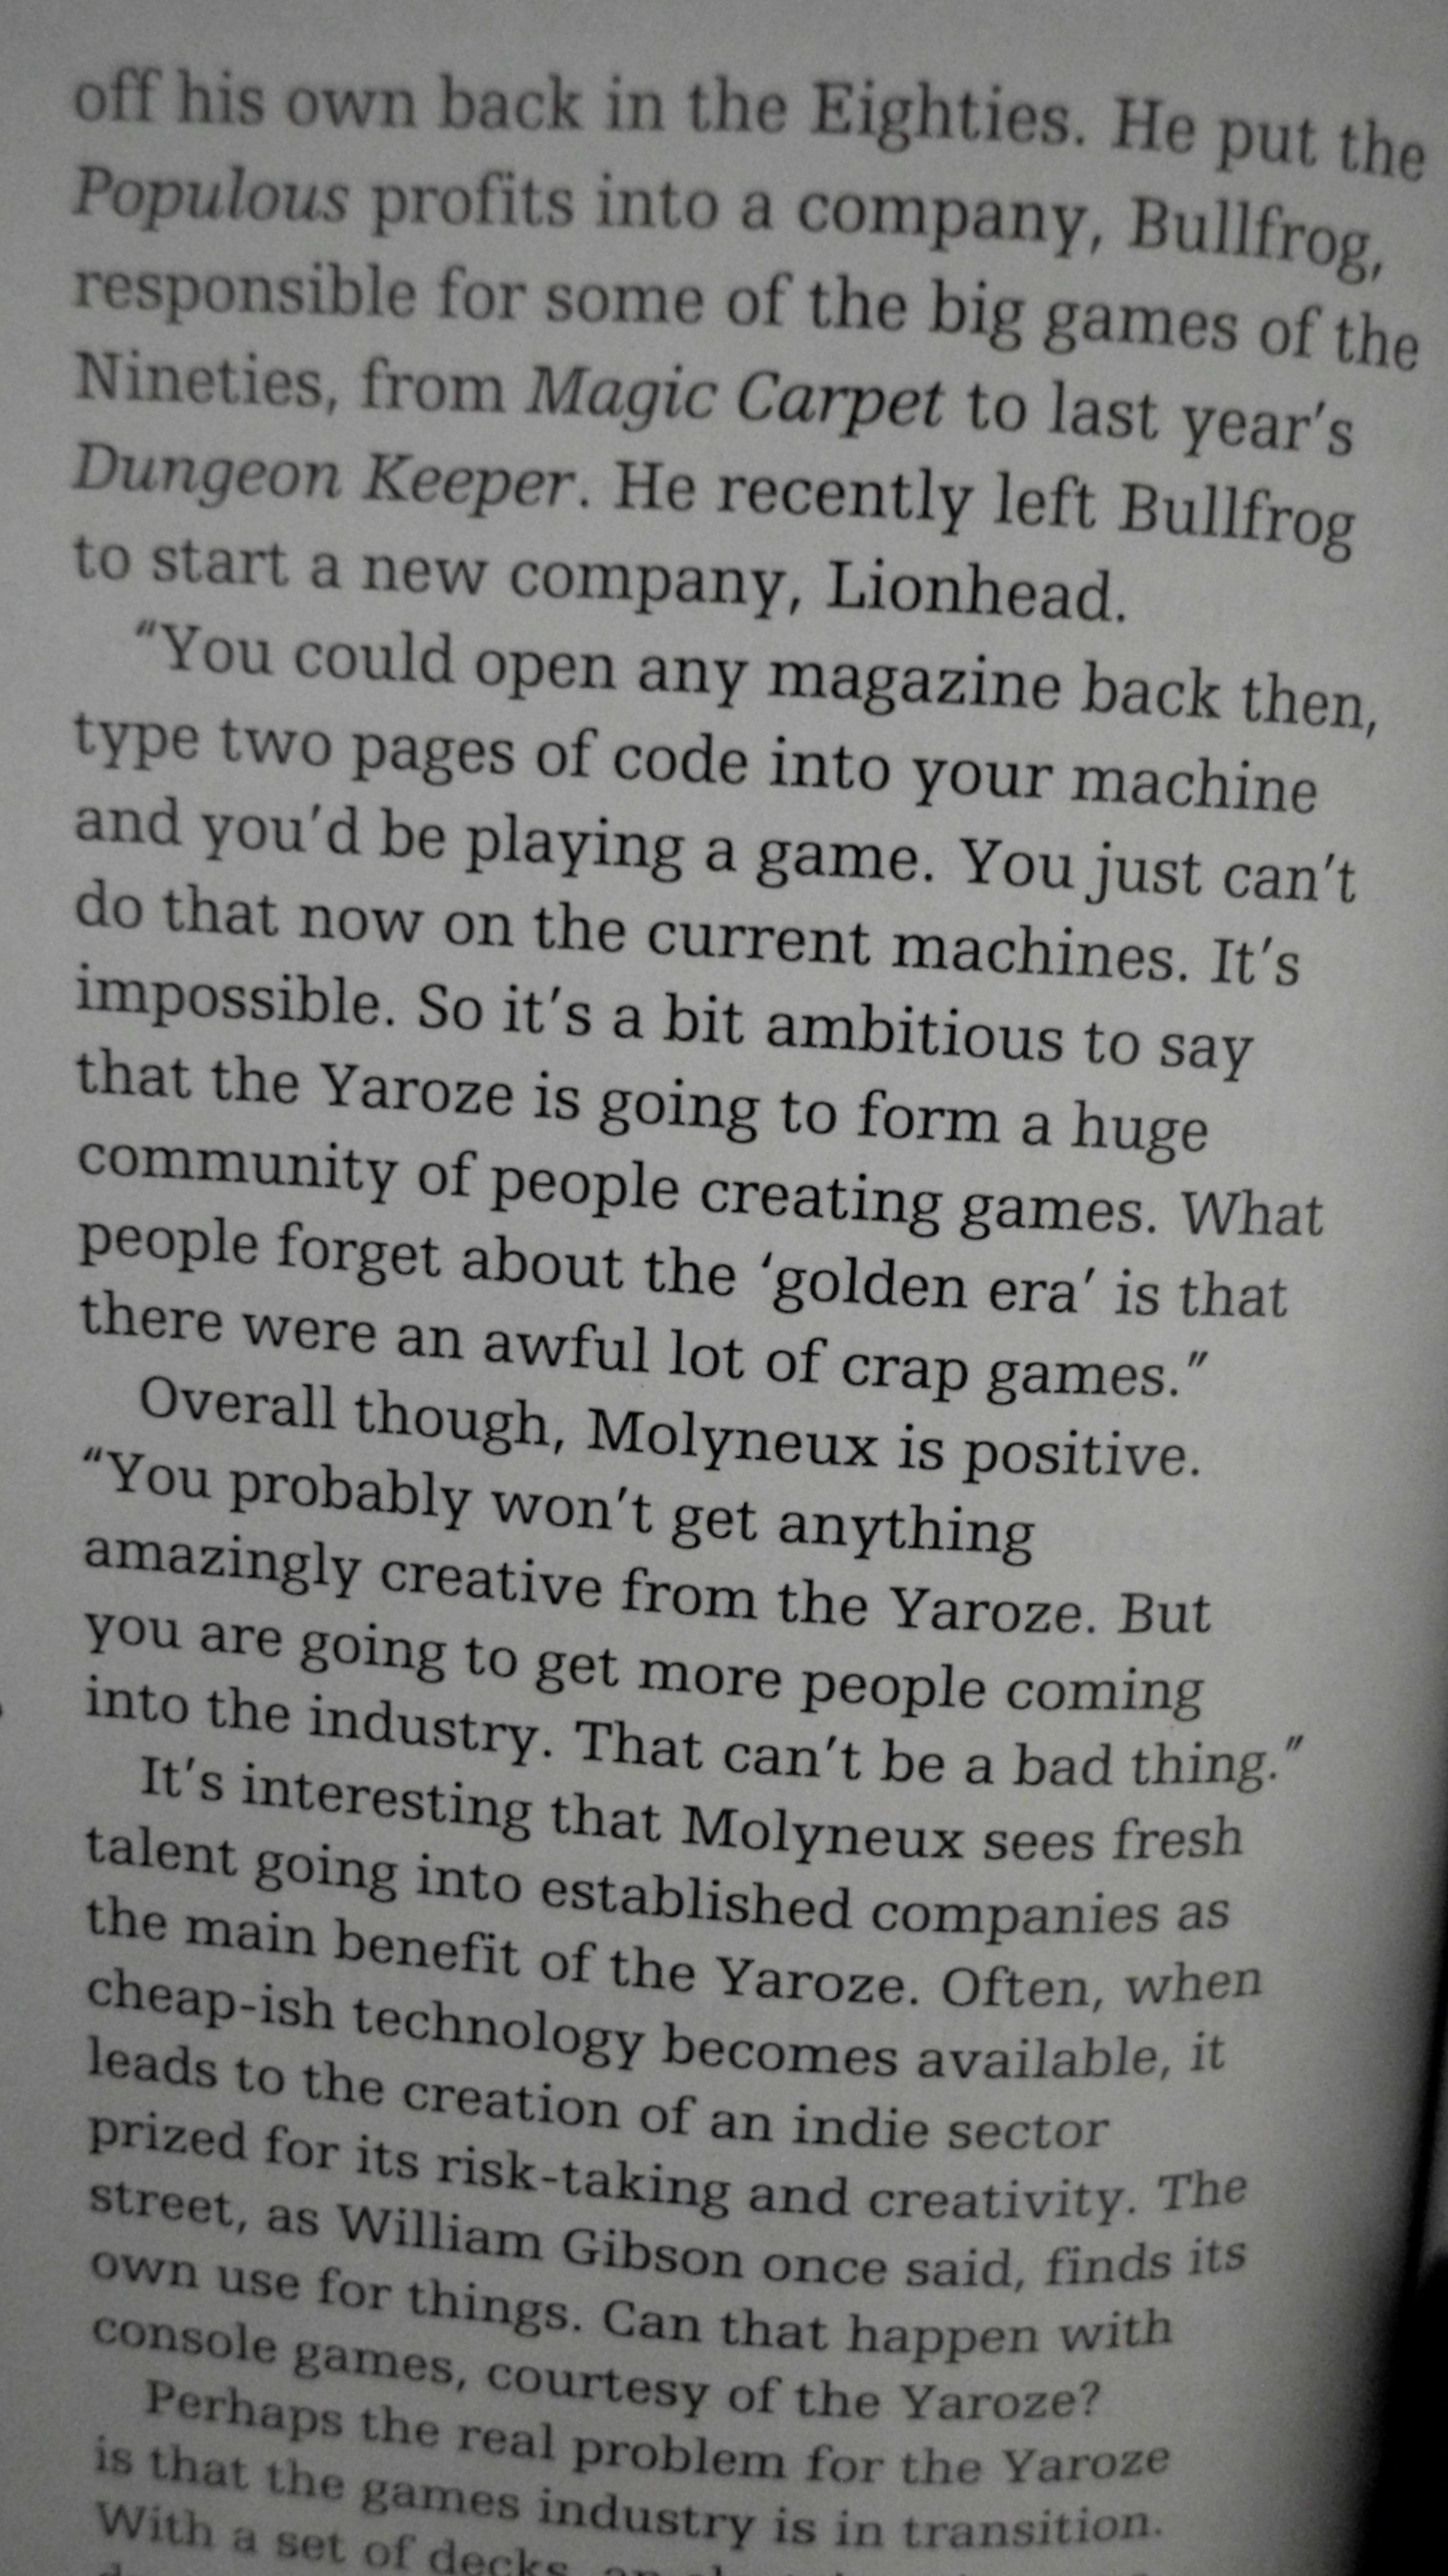 off his own back in the Eighties. He put the
Populous profits into a company, Bullfrog,
responsible for some of the big games of the
Nineties, from Magic Carpet to last year's
Dungeon Keeper. He recently left Bullfrog
to start a new company, Lionhead.
"You could open any magazine back then,
type two pages of code into your machine
and you'd be playing a game. You just can't
do that now on the current machines. It's
impossible. So it's a bit ambitious to say
that the Yaroze is going to form a huge
community of people creating games. What
people forget about the 'golden era' is that
there were an awful lot of crap games."
Overall though, Molyneux is positive.
"You probably won't get anything
amazingly creative from the Yaroze. But
you are going to get more people coming
into the industry. That can't be a bad thing."
It's interesting that Molyneux sees fresh
talent going into established companies as
the main benefit of the Yaroze. Often, when
cheap-ish technology becomes available, it
leads to the creation of an indie sector
prized for its risk-taking and creativity. The
street, as William Gibson once said, finds its
own use for things. Can that happen with
console games, courtesy of the Yaroze?
Perhaps the real problem for the Yaroze
is that the games industry is in transition.
With a set of decks,